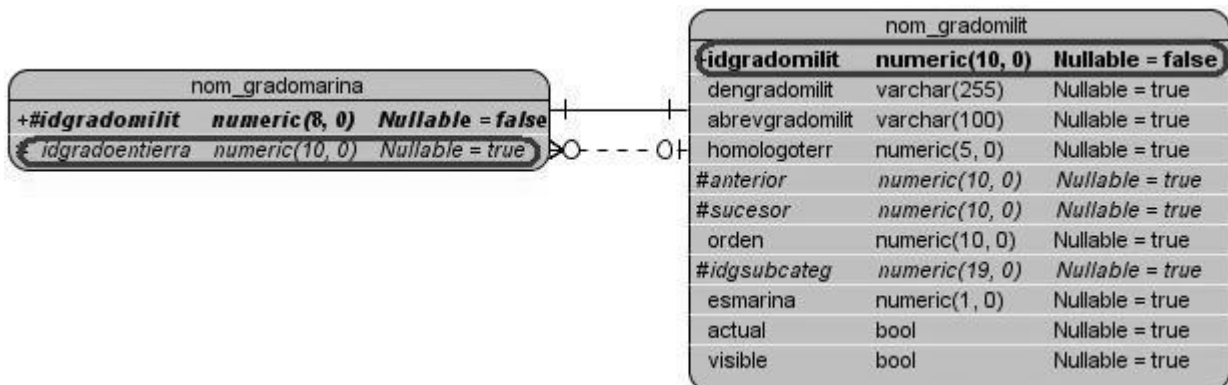 nom_gradomarina
+#idgradomilit numeric(8, 0) Nullable = false
idgradoentierra numeric(10, 0) Nullable = true
nom_gradomilit
idgradomilit numeric(10, 0) Nullable = false
dengradomilit varchar(255) Nullable = true
abrevgradomilit varchar(100) Nullable = true
homologoterr numeric(5, 0) Nullable = true
#anterior numeric(10, 0) Nullable = true
#sucesor numeric(10, 0) Nullable = true
orden numeric(10, 0) Nullable = true
#idgsubcateg numeric(19, 0) Nullable = true
esmarina numeric(1, 0) Nullable = true
actual bool Nullable = true
visible bool Nullable = true